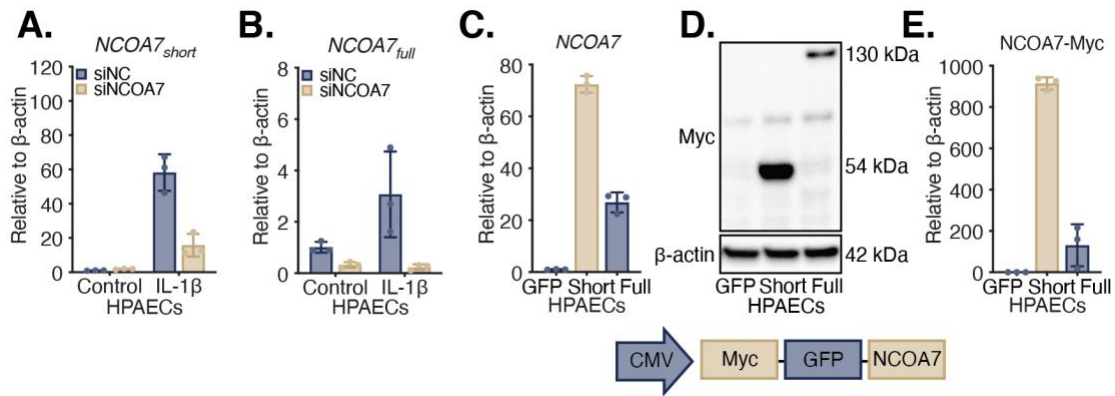 A.
NCOA7short
siNC
siNCOA7
Relative to β-actin
120
100
80
60
40
20
0
Control IL-1β
HPAECs
B.
NCOA7full
siNC
siNCOA7
Relative to β-actin
8
6
4
2
0
Control IL-1β
HPAECs
C.
NCOA7
Relative to β-actin
80
60
40
20
0
GFP Short Full
HPAECs
D.
Myc
130 kDa
54 kDa
β-actin
42 kDa
GFP Short Full
HPAECs
E.
NCOA7-Myc
Relative to β-actin
1000
800
600
400
200
0
GFP Short Full
HPAECs
CMV
Myc
GFP
NCOA7